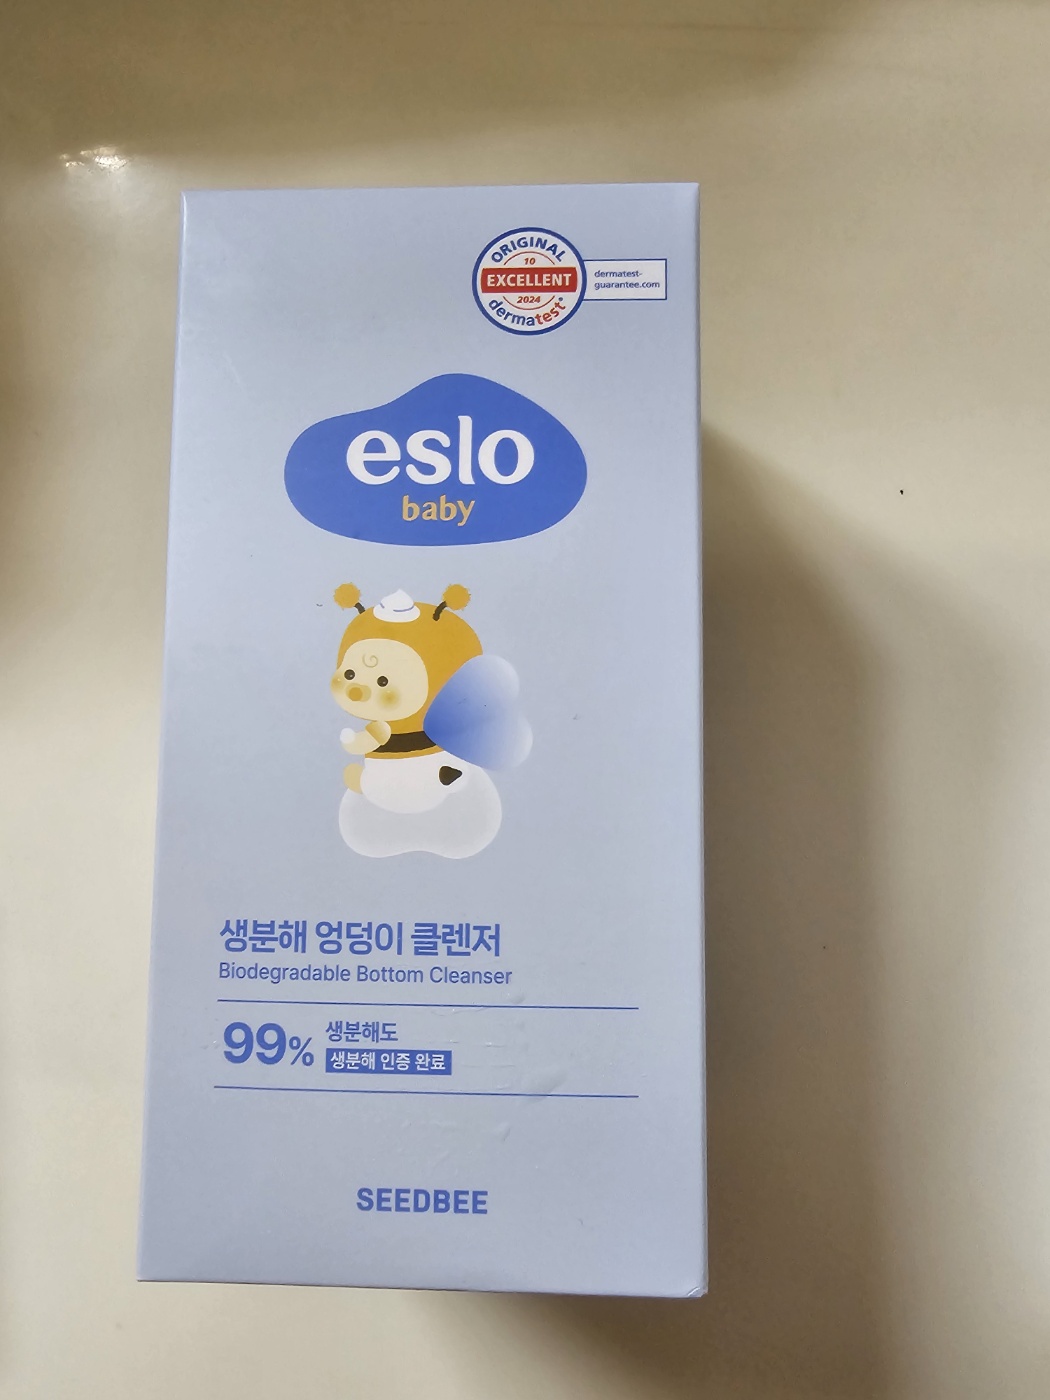 ORIGINAL
10
EXCELLENT
2024
dermatest®
dermatest-
guarantee.com
eslo
baby
생분해 엉덩이 클렌저
Biodegradable Bottom Cleanser
99% 생분해도
생분해 인증 완료
SEEDBEE